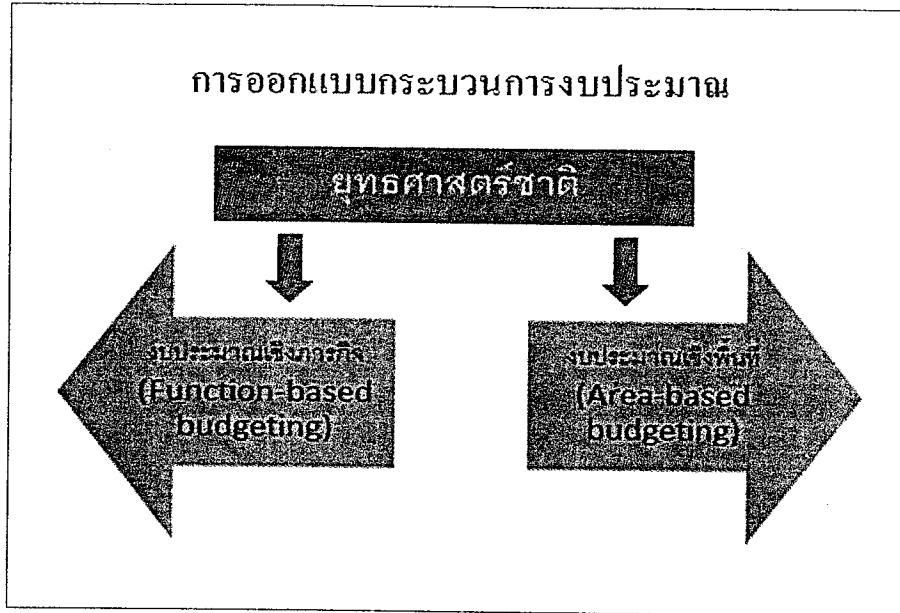 การออกแบบกระบวนการงบประมาณ
ยุทธศาสตร์ชาติ
งบประมาณเชิงภารกิจ
(Function-based
budgeting)
งบประมาณเชิงพื้นที่
(Area-based
budgeting)